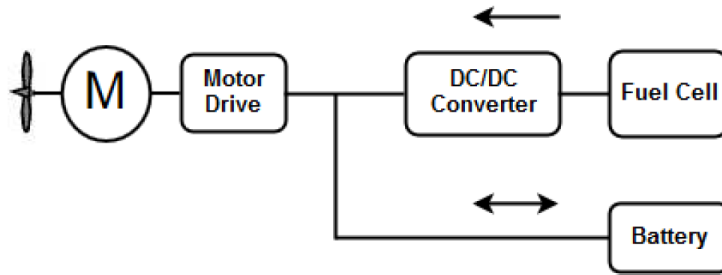 M
Motor
Drive
DC/DC
Converter
Fuel Cell
Battery